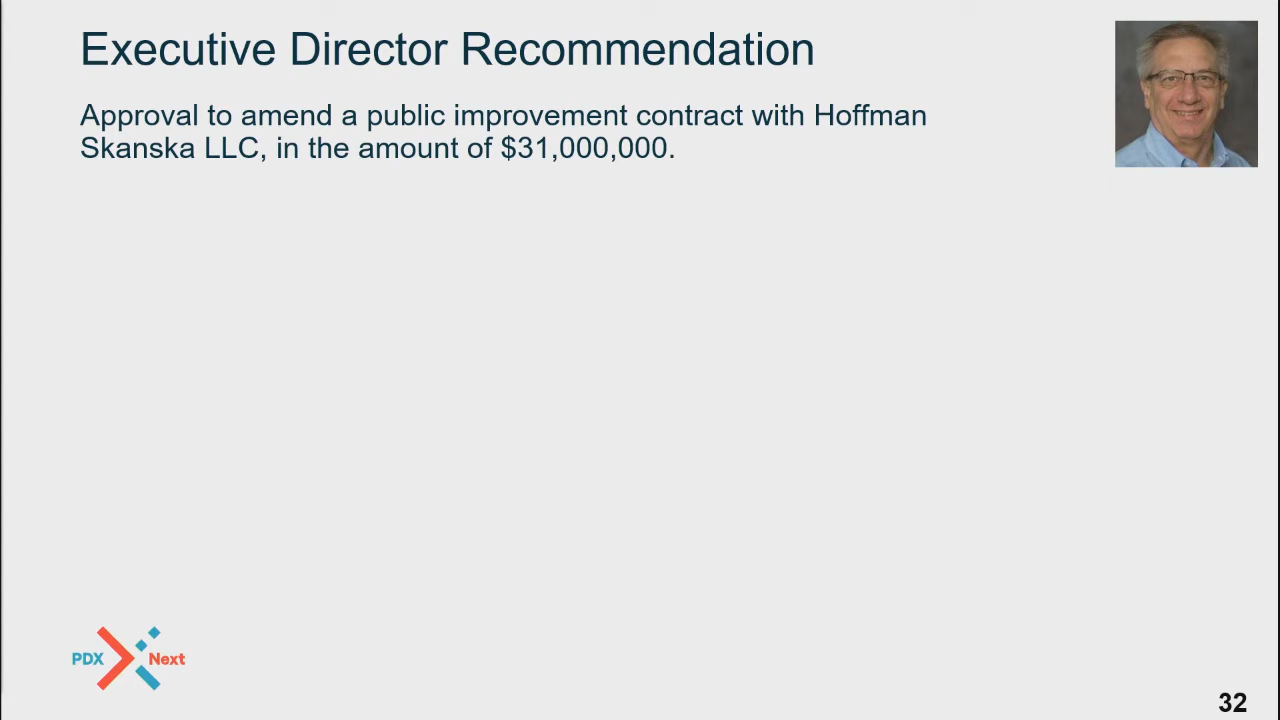 Executive Director Recommendation
Approval to amend a public improvement contract with Hoffman
Skanska LLC, in the amount of $31,000,000.
PDX Next
32